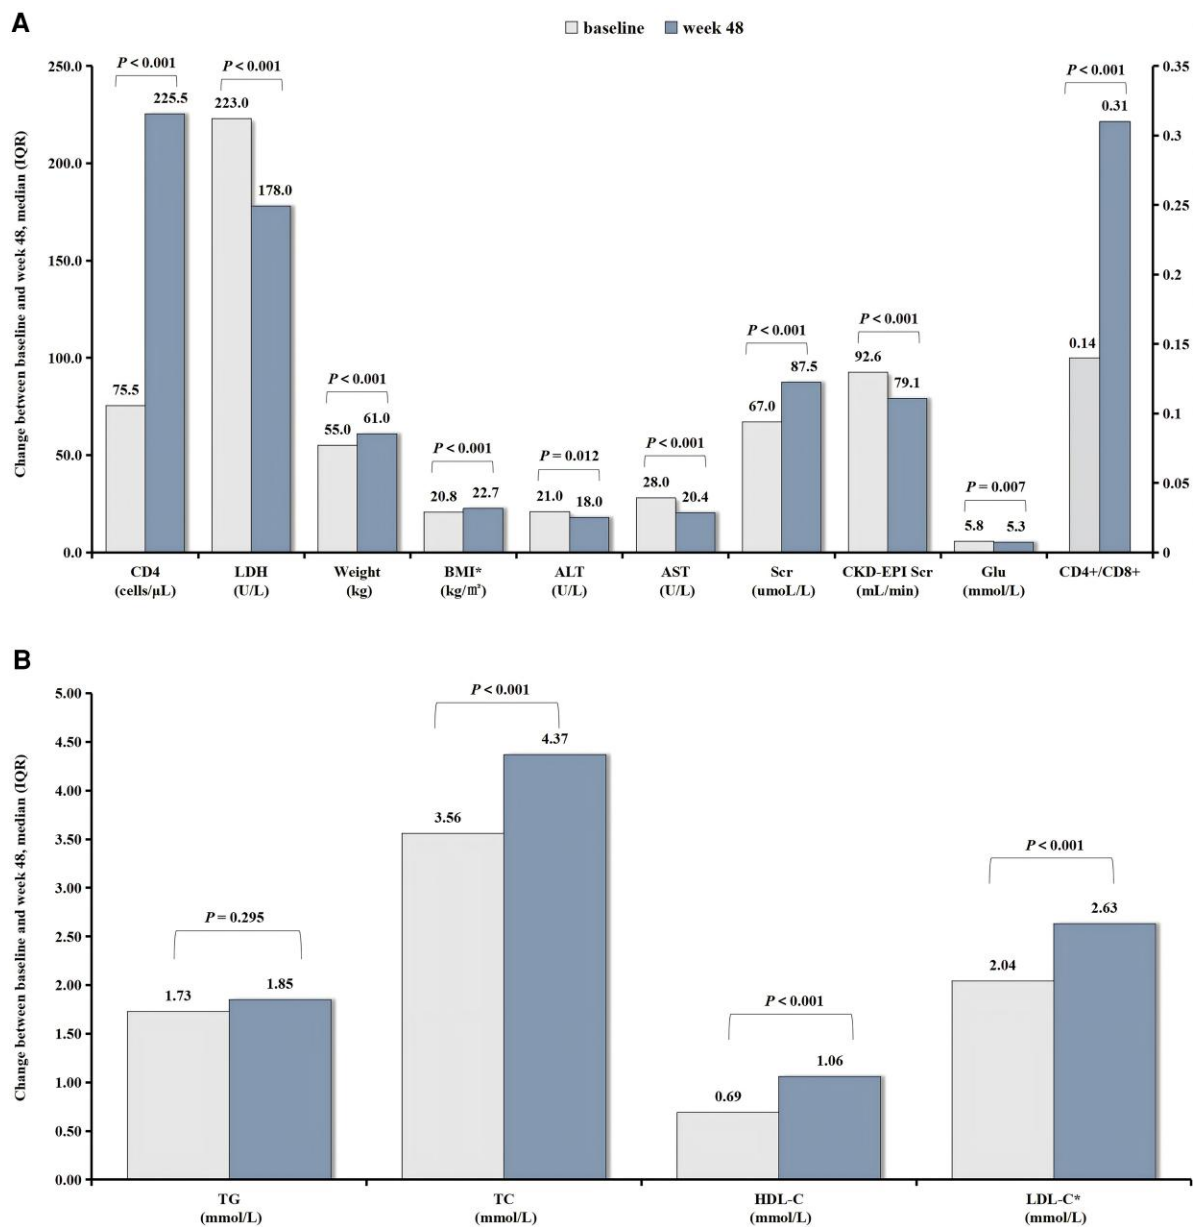 A
baseline week 48
Change between baseline and week 48, median (IQR)
250.0
200.0
150.0
100.0
50.0
0.0
0.35
0.3
0.25
0.2
0.15
0.1
0.05
0
P < 0.001
75.5
225.5
P < 0.001
223.0
178.0
P < 0.001
55.0
61.0
P < 0.001
20.8
22.7
P = 0.012
21.0
18.0
P < 0.001
28.0
20.4
P < 0.001
67.0
87.5
P < 0.001
92.6
79.1
P = 0.007
5.8
5.3
P < 0.001
0.14
0.31
CD4
(cells/μL)
LDH
(U/L)
Weight
(kg)
BMI*
(kg/㎡)
ALT
(U/L)
AST
(U/L)
Scr
(umoL/L)
CKD-EPI Scr
(mL/min)
Glu
(mmol/L)
CD4+/CD8+
B
Change between baseline and week 48, median (IQR)
5.00
4.50
4.00
3.50
3.00
2.50
2.00
1.50
1.00
0.50
0.00
P = 0.295
1.73
1.85
P < 0.001
3.56
4.37
P < 0.001
0.69
1.06
P < 0.001
2.04
2.63
TG
(mmol/L)
TC
(mmol/L)
HDL-C
(mmol/L)
LDL-C*
(mmol/L)